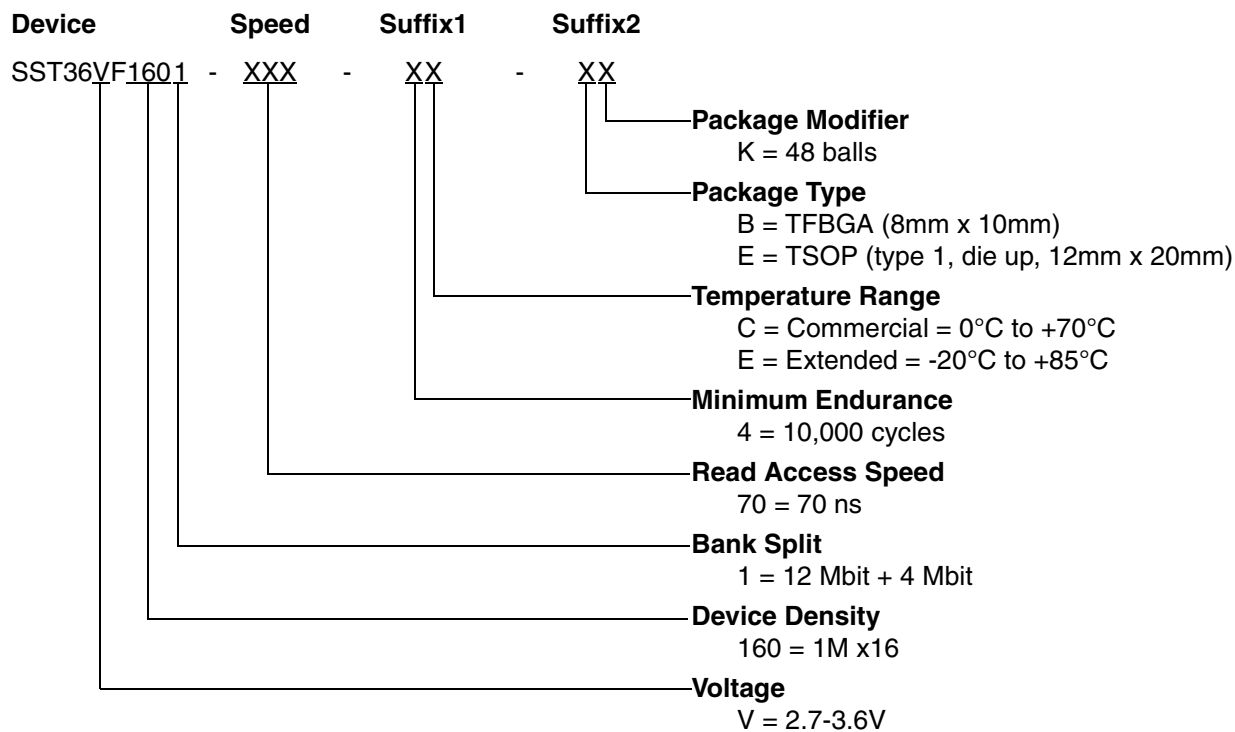 Device Speed Suffix1 Suffix2
SST36VF1601 - XXX - XX - XX
Package Modifier
K = 48 balls
Package Type
B = TFBGA (8mm x 10mm)
E = TSOP (type 1, die up, 12mm x 20mm)
Temperature Range
C = Commercial = 0°C to +70°C
E = Extended = -20°C to +85°C
Minimum Endurance
4 = 10,000 cycles
Read Access Speed
70 = 70 ns
Bank Split
1 = 12 Mbit + 4 Mbit
Device Density
160 = 1M x16
Voltage
V = 2.7-3.6V